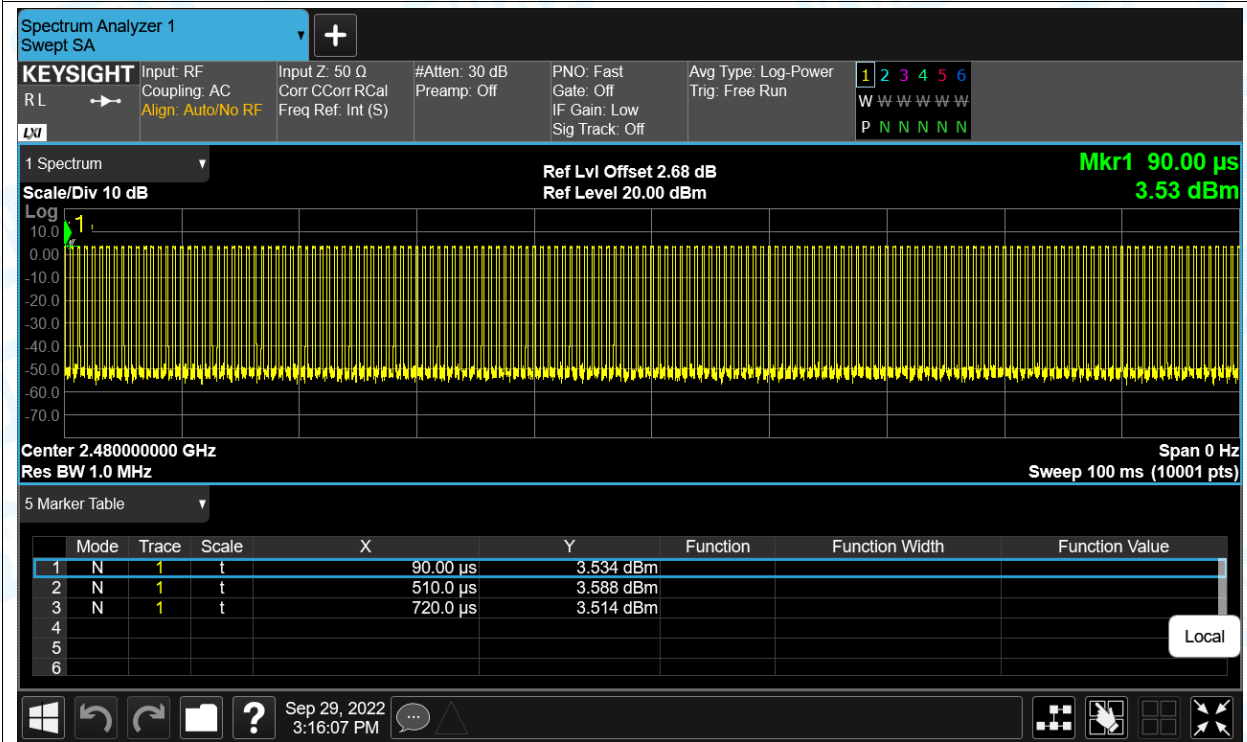 Spectrum Analyzer 1
Swept SA
KEYSIGHT
R L
LXI
Input: RF
Coupling: AC
Align: Auto/No RF
Input Z: 50 Ω
Corr CCorr RCal
Freq Ref: Int (S)
#Atten: 30 dB
Preamp: Off
PNO: Fast
Gate: Off
IF Gain: Low
Sig Track: Off
Avg Type: Log-Power
Trig: Free Run
1 2 3 4 5 6
W W W W W W
P N N N N N
1 Spectrum
Scale/Div 10 dB
Ref Lvl Offset 2.68 dB
Ref Level 20.00 dBm
Mkr1 90.00 µs
3.53 dBm
Log
1
10.0
0.00
-10.0
-20.0
-30.0
-40.0
-50.0
-60.0
-70.0
Center 2.480000000 GHz
Span 0 Hz
Res BW 1.0 MHz
Sweep 100 ms (10001 pts)
5 Marker Table
Mode Trace Scale X Y Function Function Width Function Value
1 N 1 t 90.00 µs 3.534 dBm
2 N 1 t 510.0 µs 3.588 dBm
3 N 1 t 720.0 µs 3.514 dBm
4
5
6
Local
?
Sep 29, 2022
3:16:07 PM